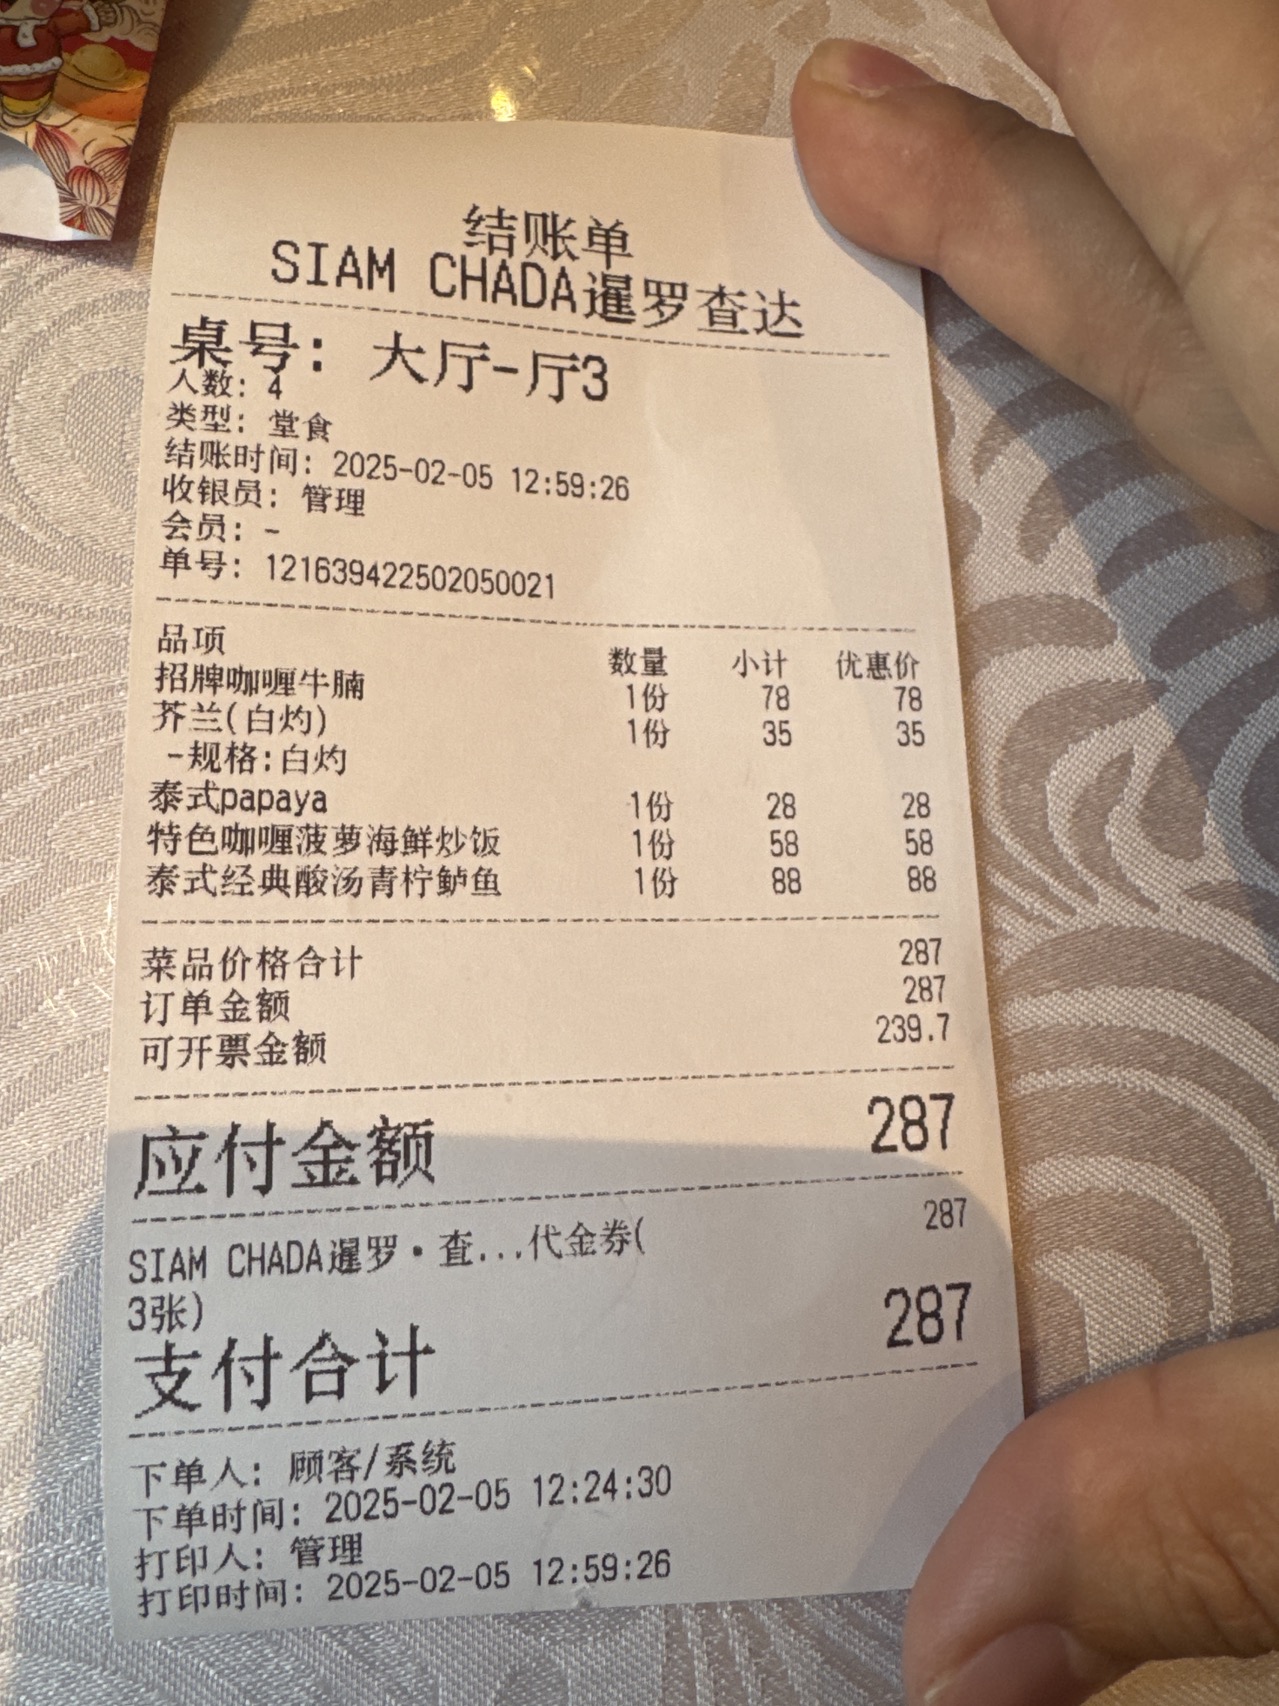 结账单
SIAM CHADA暹罗查达
桌号: 大厅-厅3
人数: 4
类型: 堂食
结账时间: 2025-02-05 12:59:26
收银员: 管理
会员: -
单号: 121639422502050021
品项 数量 小计 优惠价
招牌咖喱牛腩 1份 78 78
芥兰(白灼) 1份 35 35
-规格:白灼
泰式papaya 1份 28 28
特色咖喱菠萝海鲜炒饭 1份 58 58
泰式经典酸汤青柠鲈鱼 1份 88 88
菜品价格合计 287
订单金额 287
可开票金额 239.7
应付金额 287
SIAM CHADA暹罗·查...代金券( 287
3张)
支付合计 287
下单人: 顾客/系统
下单时间: 2025-02-05 12:24:30
打印人: 管理
打印时间: 2025-02-05 12:59:26